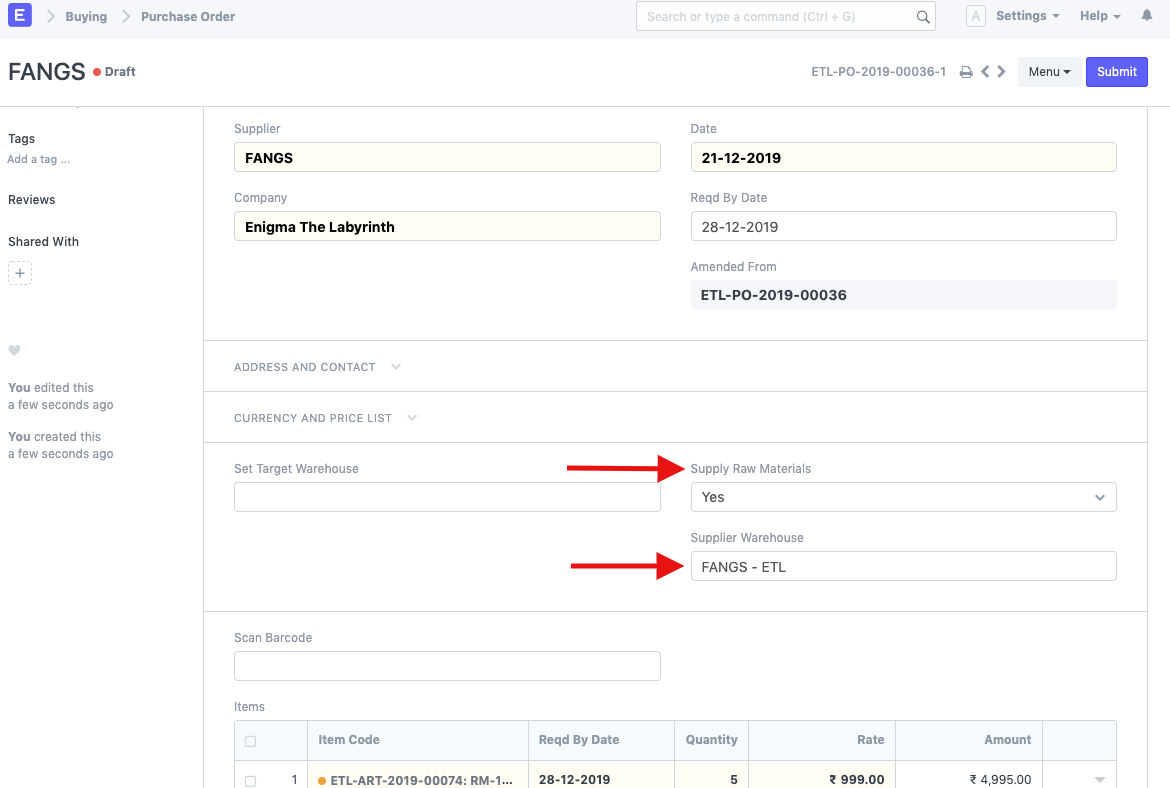 E Buying Purchase Order Search or type a command (Ctrl + G) A Settings Help
FANGS Draft ETL-PO-2019-00036-1 Menu Submit
Tags
Add a tag ...
Reviews
Shared With
+
You edited this
a few seconds ago
You created this
a few seconds ago
Supplier
FANGS
Company
Enigma The Labyrinth
Date
21-12-2019
Reqd By Date
28-12-2019
Amended From
ETL-PO-2019-00036
ADDRESS AND CONTACT
CURRENCY AND PRICE LIST
Set Target Warehouse
Supply Raw Materials
Yes
Supplier Warehouse
FANGS - ETL
Scan Barcode
Items
Item Code Reqd By Date Quantity Rate Amount
1 ETL-ART-2019-00074: RM-1... 28-12-2019 5 ₹ 999.00 ₹ 4,995.00